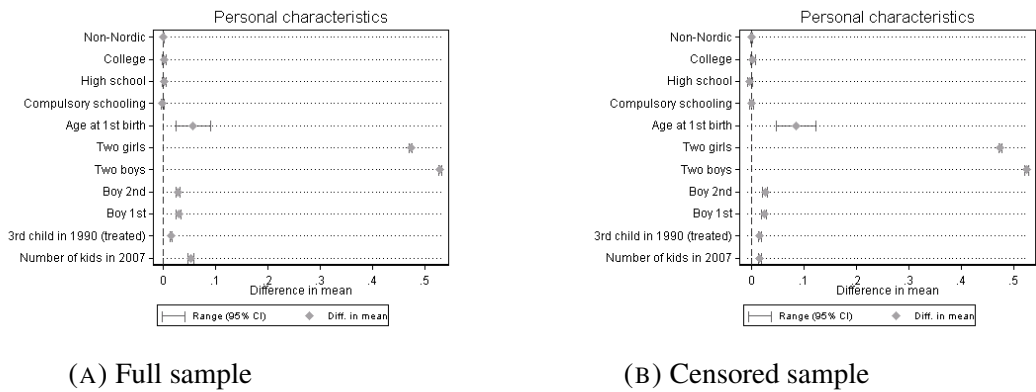 Personal characteristics
Non-Nordic
College
High school
Compulsory schooling
Age at 1st birth
Two girls
Two boys
Boy 2nd
Boy 1st
3rd child in 1990 (treated)
Number of kids in 2007
0 .1 .2 .3 .4 .5
Difference in mean
Range (95% CI) Diff. in mean
(A) Full sample
Personal characteristics
Non-Nordic
College
High school
Compulsory schooling
Age at 1st birth
Two girls
Two boys
Boy 2nd
Boy 1st
3rd child in 1990 (treated)
Number of kids in 2007
0 .1 .2 .3 .4 .5
Difference in mean
Range (95% CI) Diff. in mean
(B) Censored sample